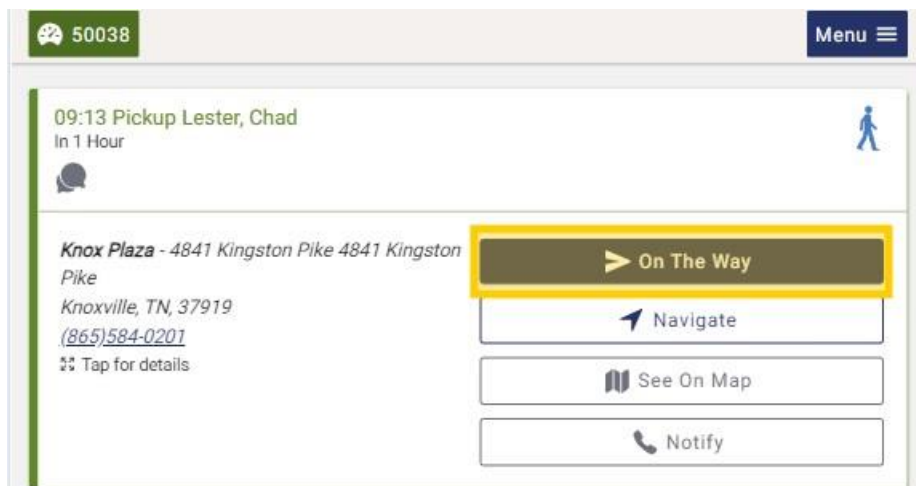 50038
Menu
09:13 Pickup Lester, Chad
In 1 Hour
Knox Plaza - 4841 Kingston Pike 4841 Kingston
Pike
Knoxville, TN, 37919
(865)584-0201
Tap for details
On The Way
Navigate
See On Map
Notify